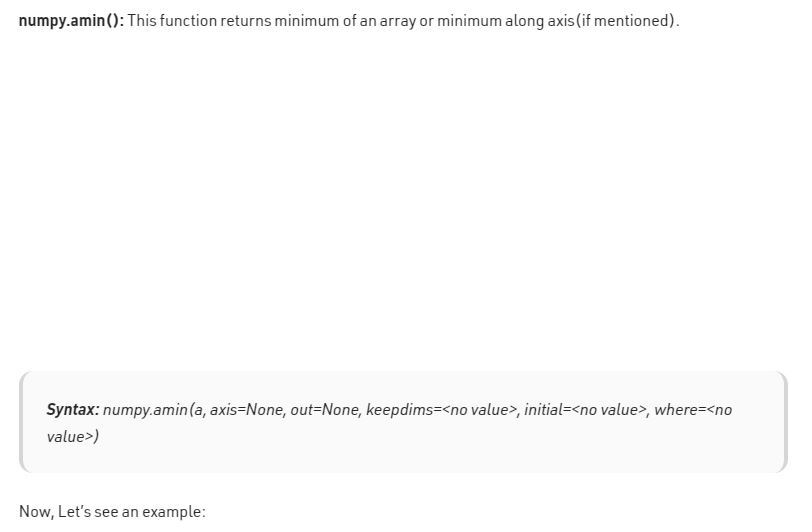 numpy.amin(): This function returns minimum of an array or minimum along axis(if mentioned).
Syntax: numpy.amin(a, axis=None, out=None, keepdims=<no value>, initial=<no value>, where=<no
value>)
Now, Let's see an example: